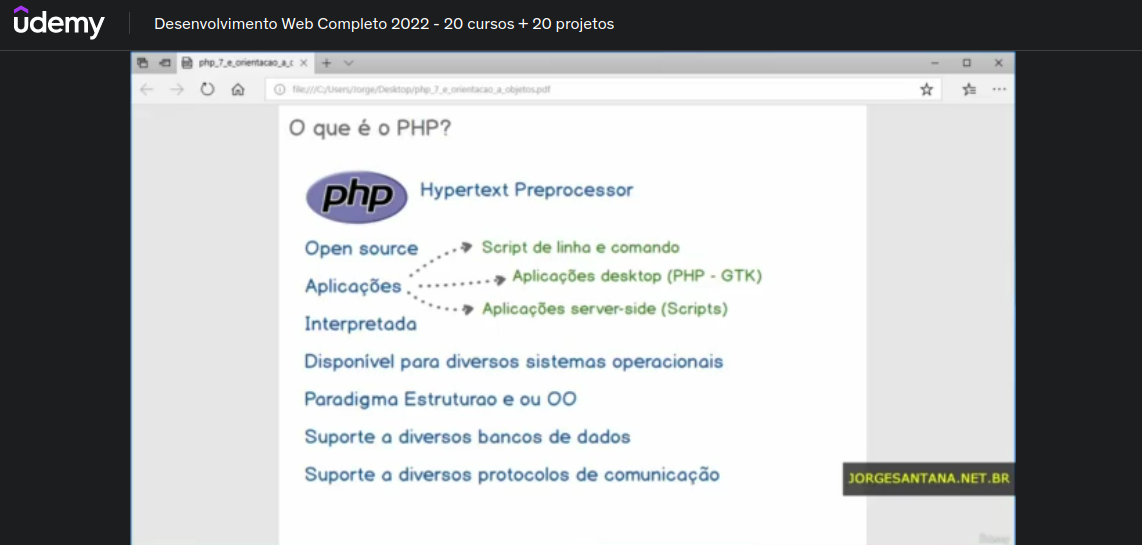 udemy
Desenvolvimento Web Completo 2022 - 20 cursos + 20 projetos
php_7_e_orientacao_a_c
file:///C:/Users/Jorge/Desktop/php_7_e_orientacao_a_objetos.pdf
O que é o PHP?
php
Hypertext Preprocessor
Open source
Script de linha e comando
Aplicações
Aplicações desktop (PHP - GTK)
Aplicações server-side (Scripts)
Interpretada
Disponível para diversos sistemas operacionais
Paradigma Estruturao e ou OO
Suporte a diversos bancos de dados
Suporte a diversos protocolos de comunicação
JORGESANTANA.NET.BR
Udemy